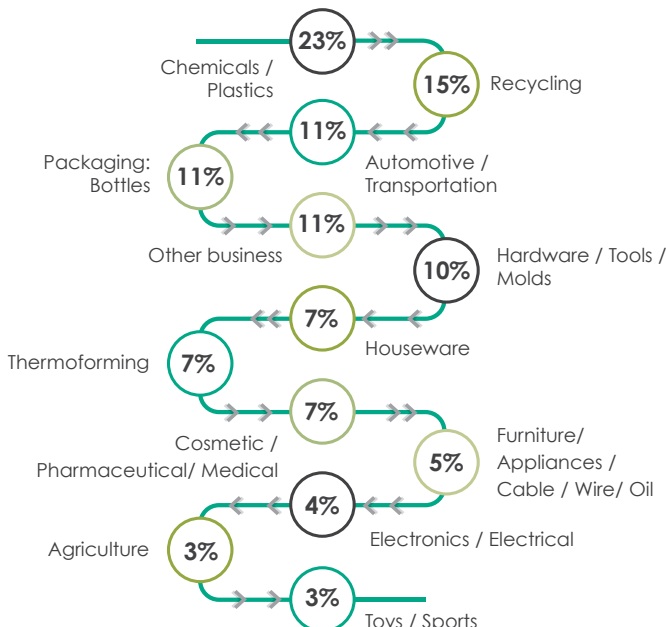 23%
Chemicals /
Plastics
15%
Recycling
11%
Automotive /
Transportation
Packaging:
Bottles
11%
11%
Other business
10%
Hardware / Tools /
Molds
7%
Houseware
Thermoforming
7%
7%
Cosmetic /
Pharmaceutical/ Medical
5%
Furniture/
Appliances /
Cable / Wire/ Oil
4%
Electronics / Electrical
Agriculture
3%
3%
Toys / Sports